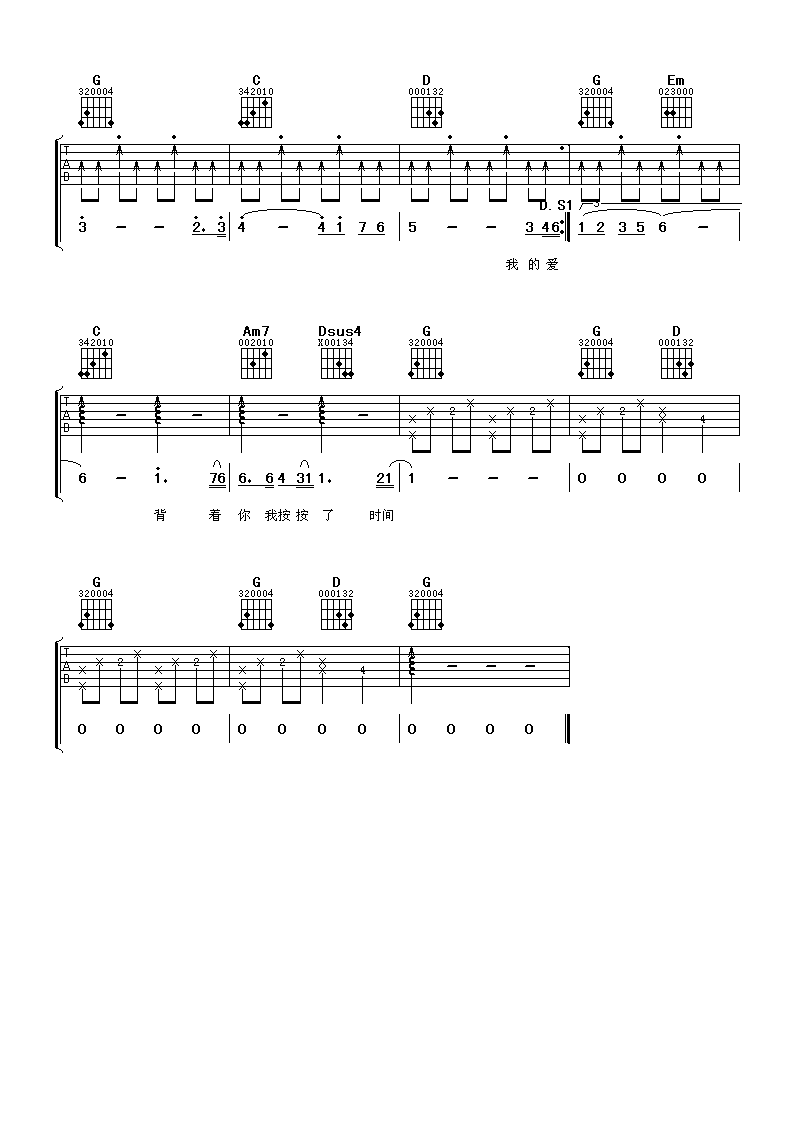 G C D G Em
320004 342010 000132 320004 023000
T
A
B
D. S1 3
3 - - 2. 3 4 - 4 1 7 6 5 - - 3 46 : 1 2 3 5 6 -
我 的 爱
C Am7 Dsus4 G G D
342010 002010 X00134 320004 320004 000132
T - - - - 2 2 2 4
A
B
6 - 1. 76 6. 6 4 31 1. 21 1 - - - 0 0 0 0
背 着 你 我按 按 了 时间
G G D G
320004 320004 000132 320004
T 2 2 2 4 - - -
A
B
0 0 0 0 0 0 0 0 0 0 0 0